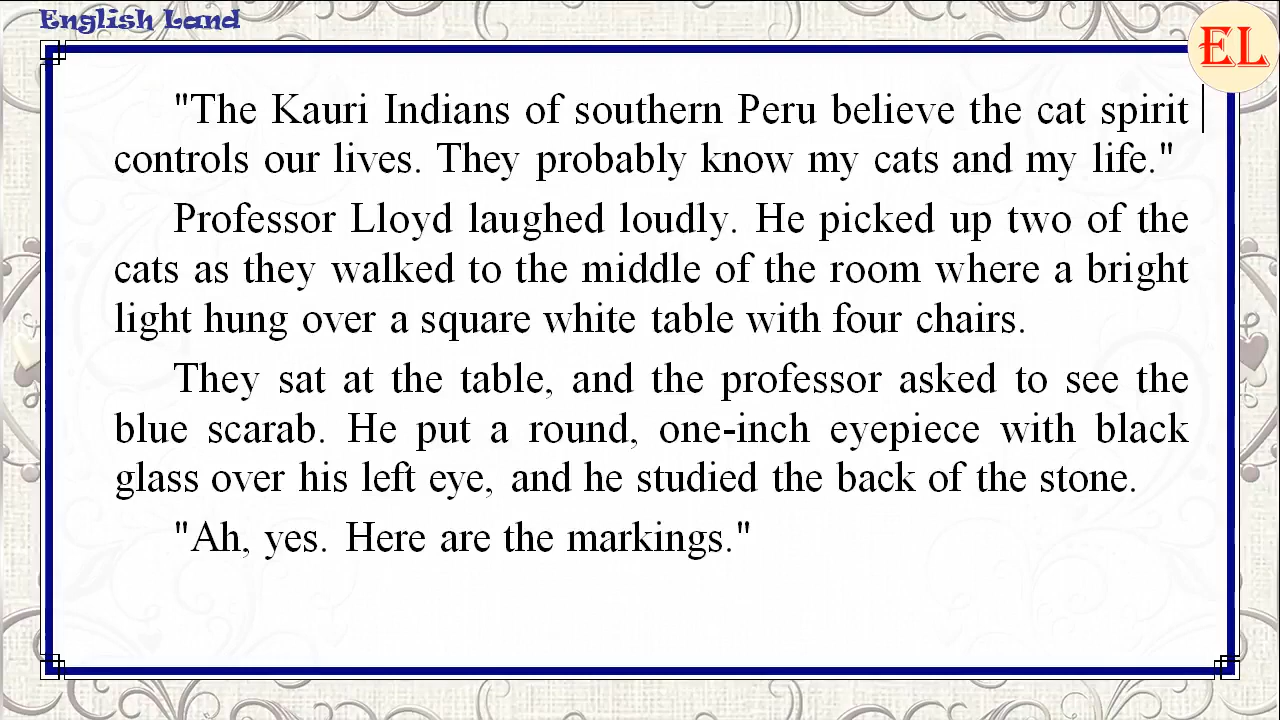 English Land
EL
"The Kauri Indians of southern Peru believe the cat spirit
controls our lives. They probably know my cats and my life."
Professor Lloyd laughed loudly. He picked up two of the
cats as they walked to the middle of the room where a bright
light hung over a square white table with four chairs.
They sat at the table, and the professor asked to see the
blue scarab. He put a round, one-inch eyepiece with black
glass over his left eye, and he studied the back of the stone.
"Ah, yes. Here are the markings."